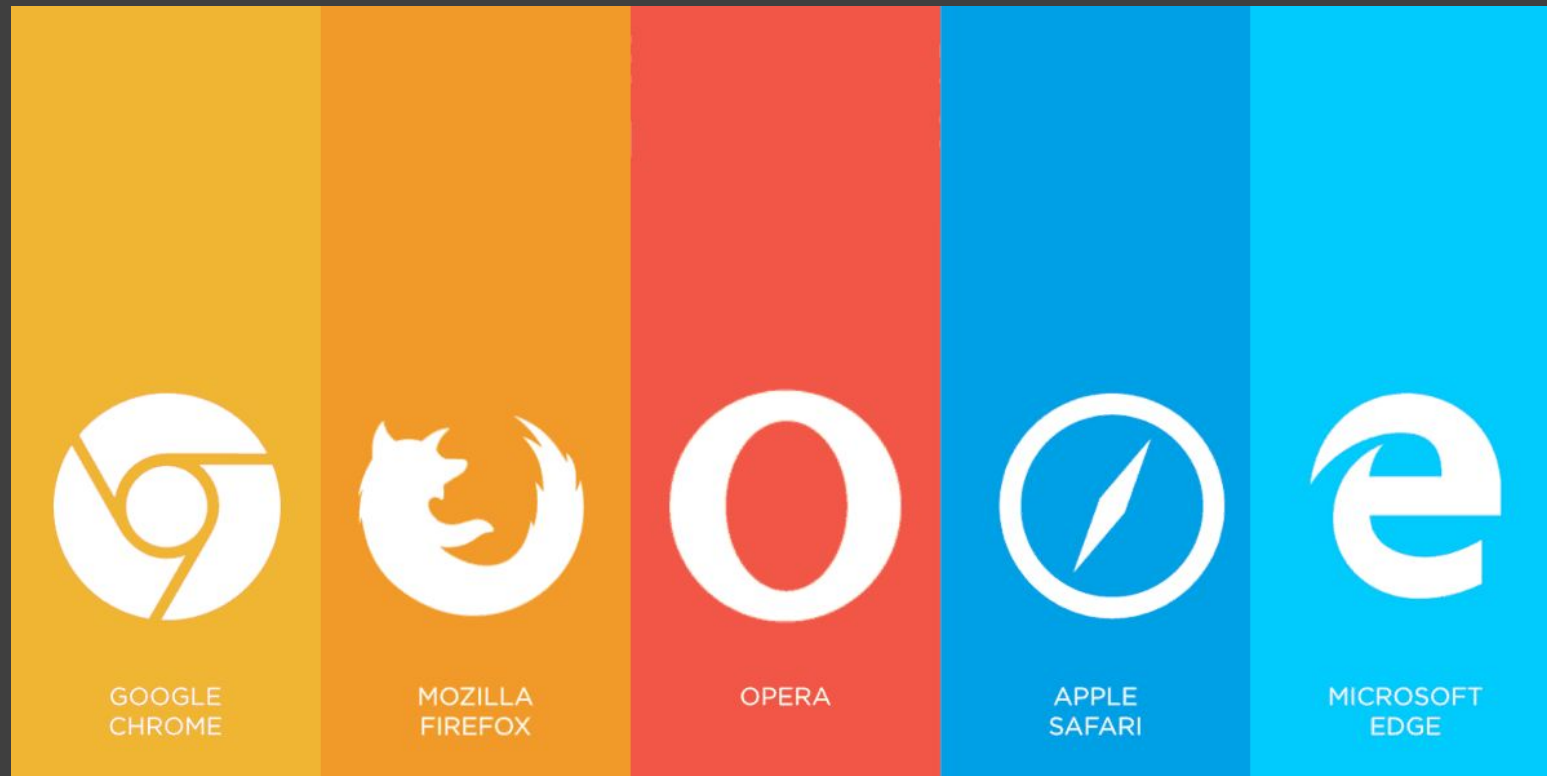 GOOGLE
CHROME
MOZILLA
FIREFOX
OPERA
APPLE
SAFARI
MICROSOFT
EDGE